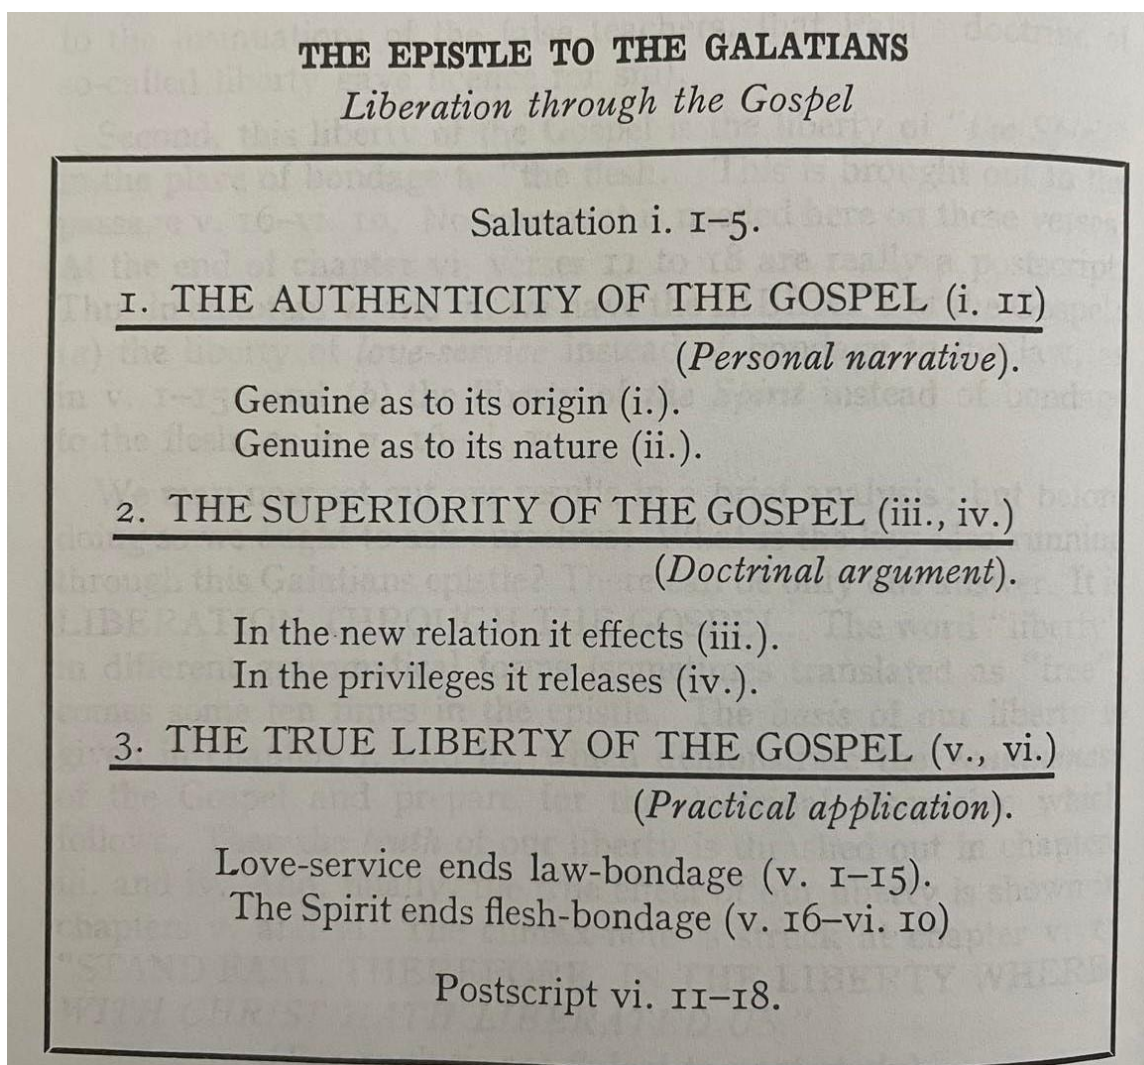 THE EPISTLE TO THE GALATIANS
Liberation through the Gospel
Salutation i. 1–5.
1. THE AUTHENTICITY OF THE GOSPEL (i. 11)
(Personal narrative).
Genuine as to its origin (i.).
Genuine as to its nature (ii.).
2. THE SUPERIORITY OF THE GOSPEL (iii., iv.)
(Doctrinal argument).
In the new relation it effects (iii.).
In the privileges it releases (iv.).
3. THE TRUE LIBERTY OF THE GOSPEL (v., vi.)
(Practical application).
Love-service ends law-bondage (v. 1–15).
The Spirit ends flesh-bondage (v. 16–vi. 10)
Postscript vi. 11–18.